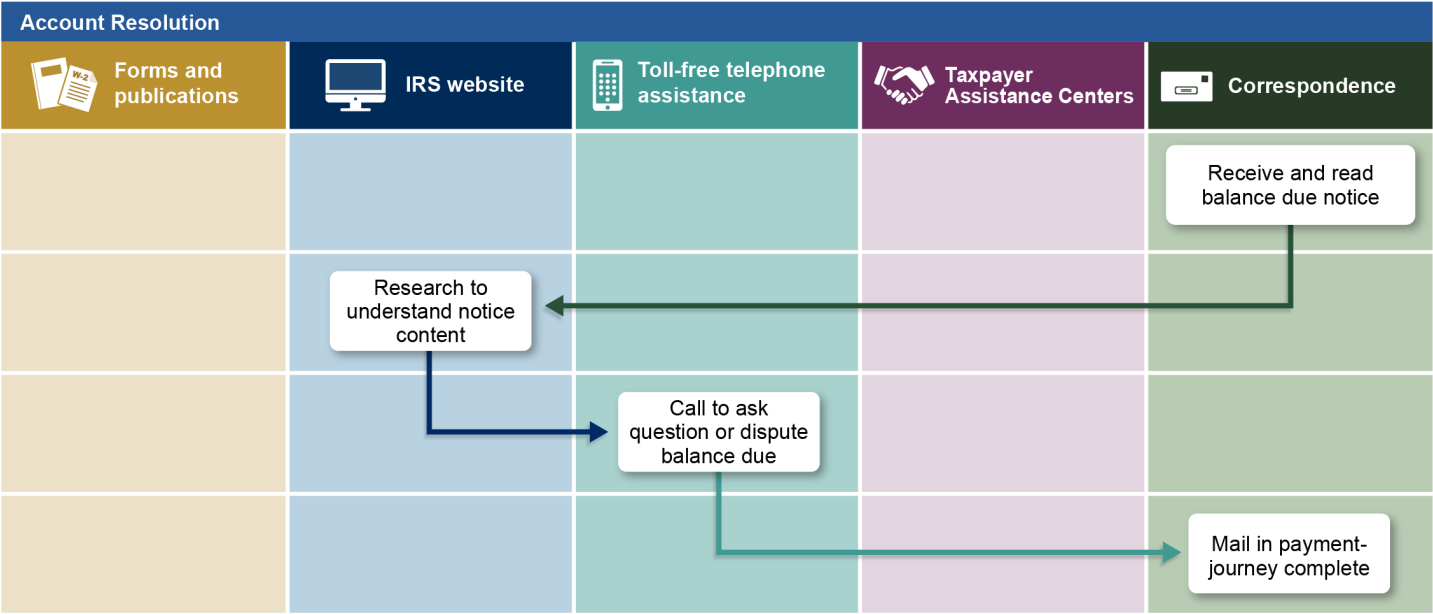 Account Resolution
Forms and
publications
W-2
IRS website
Toll-free telephone
assistance
Taxpayer
Assistance Centers
Correspondence
Receive and read
balance due notice
Research to
understand notice
content
Call to ask
question or dispute
balance due
Mail in payment-
journey complete